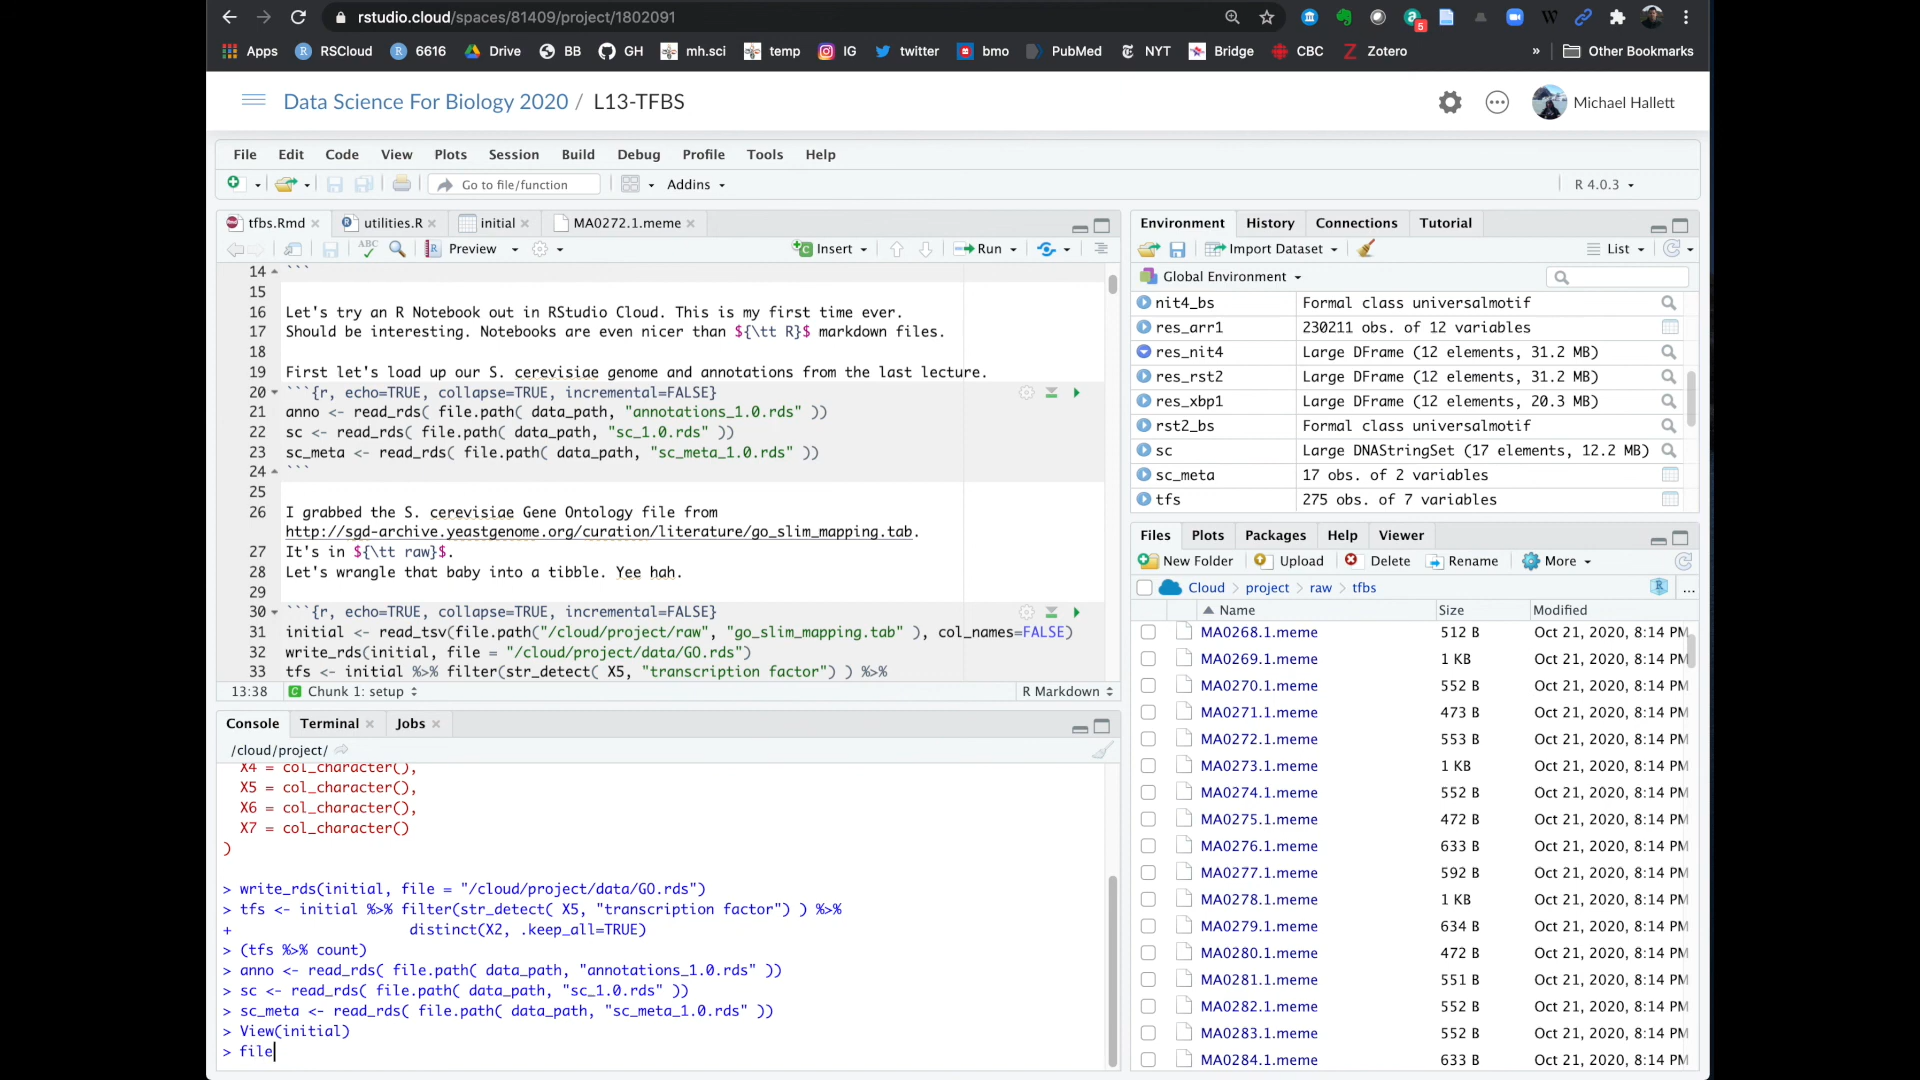 rstudio.cloud/spaces/81409/project/1802091
5
Apps RSCloud 6616 Drive BB GH mh.sci temp IG twitter bmo PubMed NYT Bridge CBC Zotero » Other Bookmarks
Data Science For Biology 2020 / L13-TFBS
Michael Hallett
File Edit Code View Plots Session Build Debug Profile Tools Help
Go to file/function Addins R 4.0.3
tfbs.Rmd utilities.R initial MA0272.1.meme
ABC Preview Insert Run
14 ```
15
16 Let's try an R Notebook out in RStudio Cloud. This is my first time ever.
17 Should be interesting. Notebooks are even nicer than ${\tt R}$ markdown files.
18
19 First let's load up our S. cerevisiae genome and annotations from the last lecture.
20 ```{r, echo=TRUE, collapse=TRUE, incremental=FALSE}
21 anno <- read_rds( file.path( data_path, "annotations_1.0.rds" ))
22 sc <- read_rds( file.path( data_path, "sc_1.0.rds" ))
23 sc_meta <- read_rds( file.path( data_path, "sc_meta_1.0.rds" ))
24 ```
25
26 I grabbed the S. cerevisiae Gene Ontology file from
http://sgd-archive.yeastgenome.org/curation/literature/go_slim_mapping.tab.
27 It's in ${\tt raw}$.
28 Let's wrangle that baby into a tibble. Yee hah.
29
30 ```{r, echo=TRUE, collapse=TRUE, incremental=FALSE}
31 initial <- read_tsv(file.path("/cloud/project/raw", "go_slim_mapping.tab" ), col_names=FALSE)
32 write_rds(initial, file = "/cloud/project/data/GO.rds")
33 tfs <- initial %>% filter(str_detect( X5, "transcription factor") ) %>%
13:38 Chunk 1: setup R Markdown
Console Terminal Jobs
/cloud/project/
X4 = col_character(),
X5 = col_character(),
X6 = col_character(),
X7 = col_character()
)
> write_rds(initial, file = "/cloud/project/data/GO.rds")
> tfs <- initial %>% filter(str_detect( X5, "transcription factor") ) %>%
+ distinct(X2, .keep_all=TRUE)
> (tfs %>% count)
> anno <- read_rds( file.path( data_path, "annotations_1.0.rds" ))
> sc <- read_rds( file.path( data_path, "sc_1.0.rds" ))
> sc_meta <- read_rds( file.path( data_path, "sc_meta_1.0.rds" ))
> View(initial)
> file
Environment History Connections Tutorial
Import Dataset List
Global Environment
nit4_bs Formal class universalmotif
res_arr1 230211 obs. of 12 variables
res_nit4 Large DFrame (12 elements, 31.2 MB)
res_rst2 Large DFrame (12 elements, 31.2 MB)
res_xbp1 Large DFrame (12 elements, 20.3 MB)
rst2_bs Formal class universalmotif
sc Large DNAStringSet (17 elements, 12.2 MB)
sc_meta 17 obs. of 2 variables
tfs 275 obs. of 7 variables
Files Plots Packages Help Viewer
New Folder Upload Delete Rename More
Cloud > project > raw > tfbs ...
Name Size Modified
MA0268.1.meme 512 B Oct 21, 2020, 8:14 PM
MA0269.1.meme 1 KB Oct 21, 2020, 8:14 PM
MA0270.1.meme 552 B Oct 21, 2020, 8:14 PM
MA0271.1.meme 473 B Oct 21, 2020, 8:14 PM
MA0272.1.meme 553 B Oct 21, 2020, 8:14 PM
MA0273.1.meme 1 KB Oct 21, 2020, 8:14 PM
MA0274.1.meme 552 B Oct 21, 2020, 8:14 PM
MA0275.1.meme 472 B Oct 21, 2020, 8:14 PM
MA0276.1.meme 633 B Oct 21, 2020, 8:14 PM
MA0277.1.meme 592 B Oct 21, 2020, 8:14 PM
MA0278.1.meme 1 KB Oct 21, 2020, 8:14 PM
MA0279.1.meme 634 B Oct 21, 2020, 8:14 PM
MA0280.1.meme 472 B Oct 21, 2020, 8:14 PM
MA0281.1.meme 551 B Oct 21, 2020, 8:14 PM
MA0282.1.meme 552 B Oct 21, 2020, 8:14 PM
MA0283.1.meme 552 B Oct 21, 2020, 8:14 PM
MA0284.1.meme 633 B Oct 21, 2020, 8:14 PM